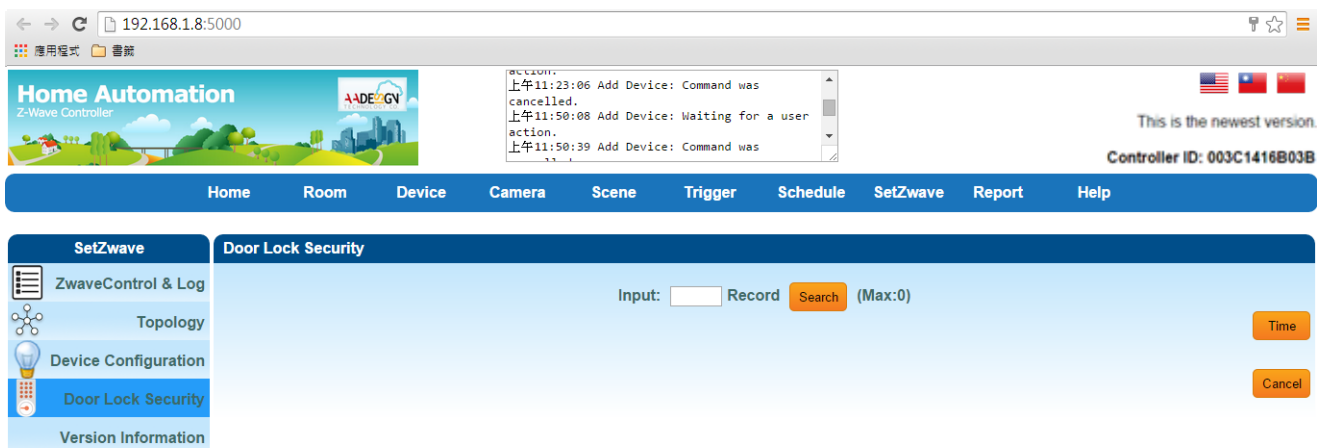 192.168.1.8:5000
應用程式 書籤
Home Automation
Z-Wave Controller
AADESIGN
TECHNOLOGY CO.
action.
上午11:23:06 Add Device: Command was
cancelled.
上午11:50:08 Add Device: Waiting for a user
action.
上午11:50:39 Add Device: Command was
This is the newest version.
Controller ID: 003C1416B03B
Home Room Device Camera Scene Trigger Schedule SetZwave Report Help
SetZwave
Door Lock Security
ZwaveControl & Log
Topology
Device Configuration
Door Lock Security
Version Information
Input: Record Search (Max:0)
Time
Cancel